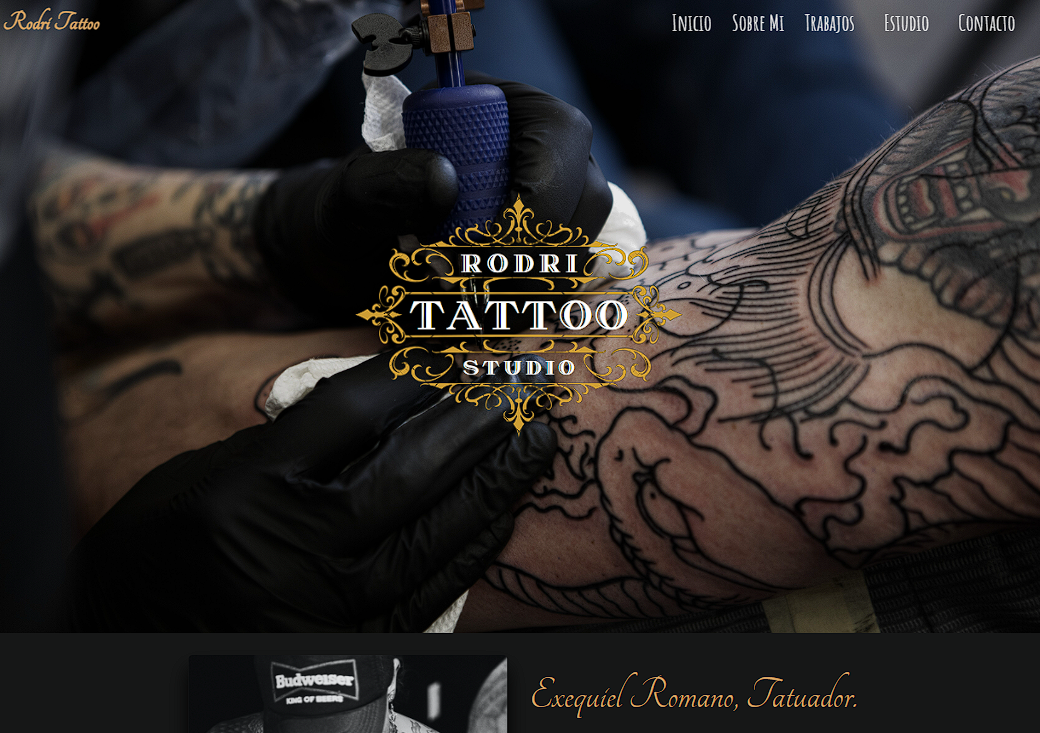 Rodri Tattoo
Inicio Sobre Mi Trabajos Estudio Contacto
RODRI
TATTOO
STUDIO
Budweiser
KING OF BEERS
Exequiel Romano, Tatuador.